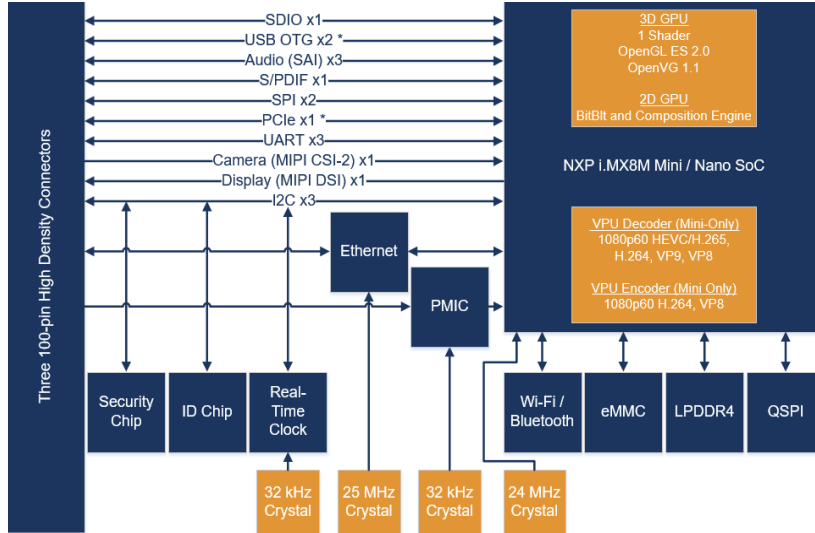 SDIO x1
USB OTG x2 *
Audio (SAI) x3
S/PDIF x1
SPI x2
PCIe x1 *
UART x3
Camera (MIPI CSI-2) x1
Display (MIPI DSI) x1
I2C x3
Three 100-pin High Density Connectors
3D GPU
1 Shader
OpenGL ES 2.0
OpenVG 1.1
2D GPU
BitBlt and Composition Engine
NXP i.MX8M Mini / Nano SoC
VPU Decoder (Mini-Only)
1080p60 HEVC/H.265,
H.264, VP9, VP8
VPU Encoder (Mini Only)
1080p60 H.264, VP8
Ethernet
PMIC
Security
Chip
ID Chip
Real-
Time
Clock
Wi-Fi /
Bluetooth
eMMC
LPDDR4
QSPI
32 kHz
Crystal
25 MHz
Crystal
32 kHz
Crystal
24 MHz
Crystal